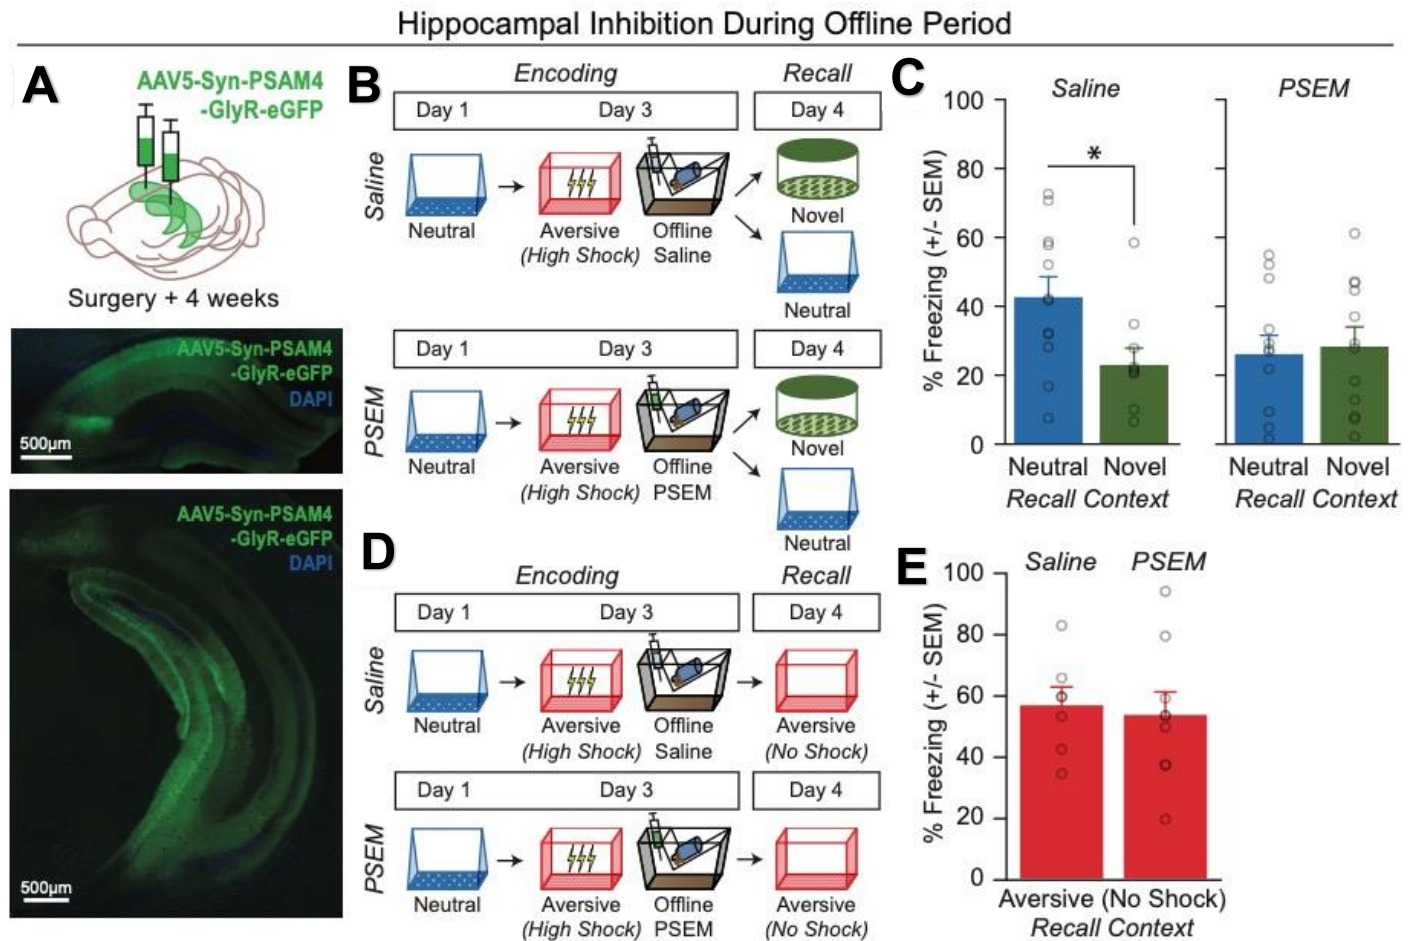 Hippocampal Inhibition During Offline Period
A
AAV5-Syn-PSAM4
-GlyR-eGFP
Surgery + 4 weeks
AAV5-Syn-PSAM4
-GlyR-eGFP
DAPI
500µm
AAV5-Syn-PSAM4
-GlyR-eGFP
DAPI
500µm
B
Encoding
Recall
Day 1
Day 3
Day 4
Saline
Neutral
Aversive
(High Shock)
Offline
Saline
Novel
Neutral
Day 1
Day 3
Day 4
PSEM
Neutral
Aversive
(High Shock)
Offline
PSEM
Novel
Neutral
C
Saline
PSEM
% Freezing (+/- SEM)
100
80
60
40
20
0
*
Neutral Novel
Recall Context
Neutral Novel
Recall Context
D
Encoding
Recall
Day 1
Day 3
Day 4
Saline
Neutral
Aversive
(High Shock)
Offline
Saline
Aversive
(No Shock)
Day 1
Day 3
Day 4
PSEM
Neutral
Aversive
(High Shock)
Offline
PSEM
Aversive
(No Shock)
E
Saline
PSEM
% Freezing (+/- SEM)
100
80
60
40
20
0
Aversive (No Shock)
Recall Context